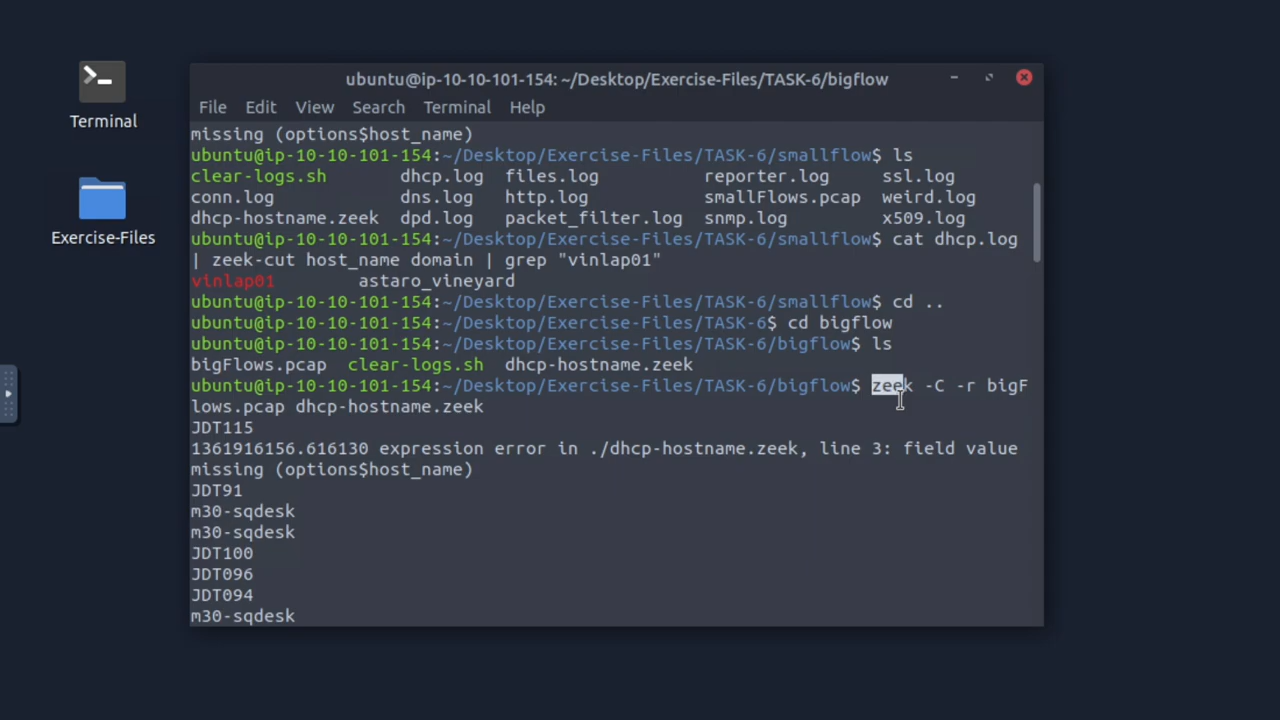 Terminal
Exercise-Files
ubuntu@ip-10-10-101-154: ~/Desktop/Exercise-Files/TASK-6/bigflow
File Edit View Search Terminal Help
missing (options$host_name)
ubuntu@ip-10-10-101-154:~/Desktop/Exercise-Files/TASK-6/smallflow$ ls
clear-logs.sh dhcp.log files.log reporter.log ssl.log
conn.log dns.log http.log smallFlows.pcap weird.log
dhcp-hostname.zeek dpd.log packet_filter.log snmp.log x509.log
ubuntu@ip-10-10-101-154:~/Desktop/Exercise-Files/TASK-6/smallflow$ cat dhcp.log
| zeek-cut host_name domain | grep "vinlap01"
vinlap01 astaro_vineyard
ubuntu@ip-10-10-101-154:~/Desktop/Exercise-Files/TASK-6/smallflow$ cd ..
ubuntu@ip-10-10-101-154:~/Desktop/Exercise-Files/TASK-6$ cd bigflow
ubuntu@ip-10-10-101-154:~/Desktop/Exercise-Files/TASK-6/bigflow$ ls
bigFlows.pcap clear-logs.sh dhcp-hostname.zeek
ubuntu@ip-10-10-101-154:~/Desktop/Exercise-Files/TASK-6/bigflow$ zeek -C -r bigF
lows.pcap dhcp-hostname.zeek
JDT115
1361916156.616130 expression error in ./dhcp-hostname.zeek, line 3: field value
missing (options$host_name)
JDT91
m30-sqdesk
m30-sqdesk
JDT100
JDT096
JDT094
m30-sqdesk